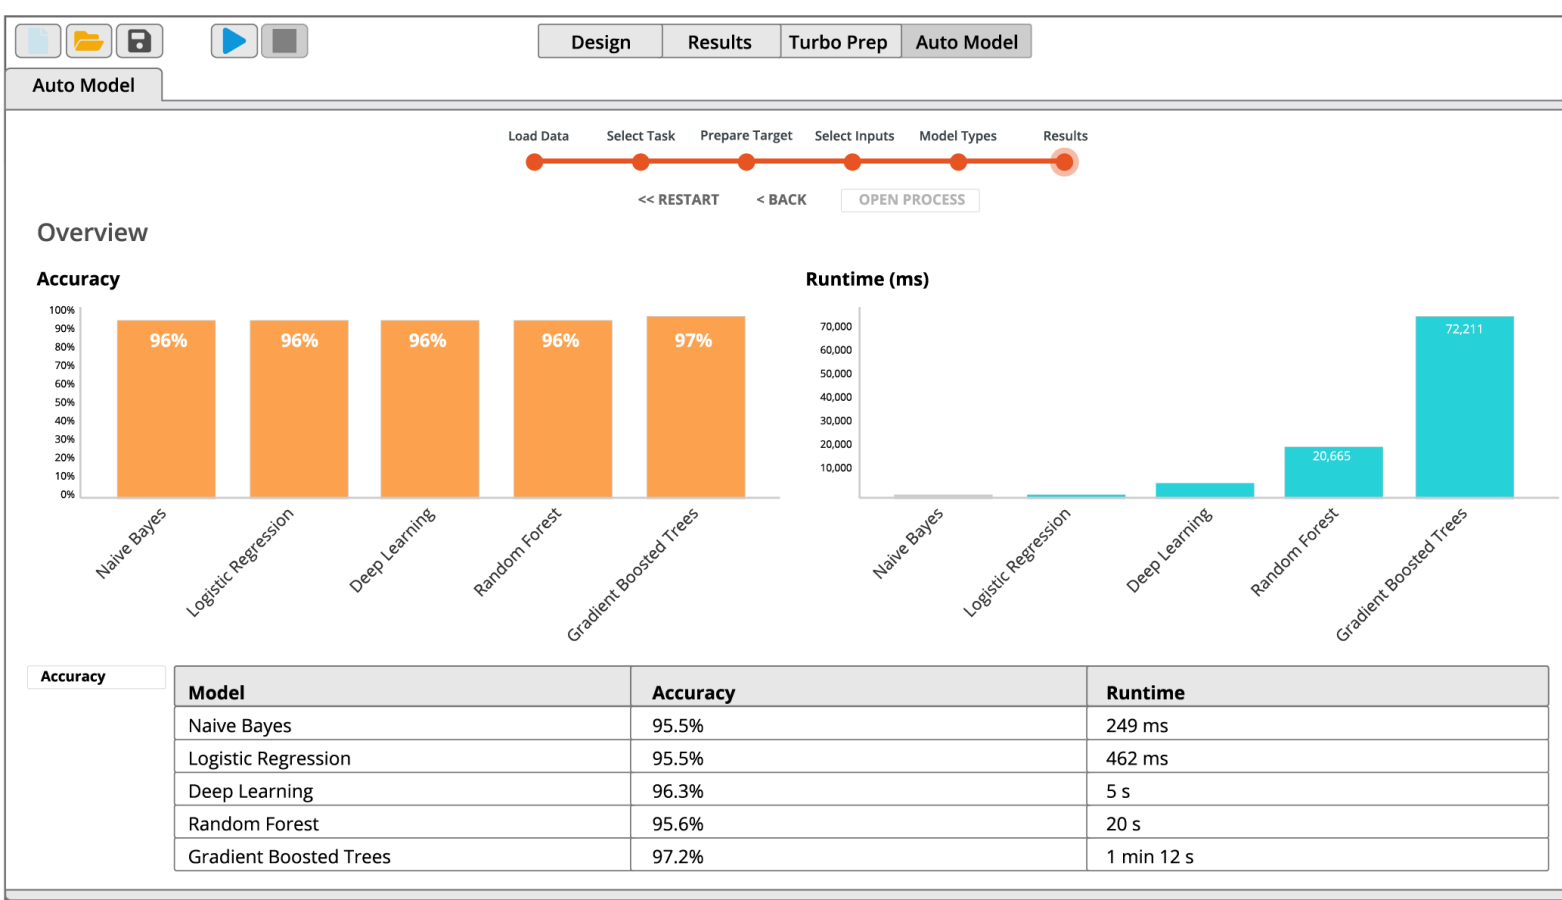 Design Results Turbo Prep Auto Model
Auto Model
Load Data Select Task Prepare Target Select Inputs Model Types Results
<< RESTART < BACK OPEN PROCESS
Overview
Accuracy
100%
90%
80%
70%
60%
50%
40%
30%
20%
10%
0%
96% 96% 96% 96% 97%
Naive Bayes
Logistic Regression
Deep Learning
Random Forest
Gradient Boosted Trees
Runtime (ms)
70,000
60,000
50,000
40,000
30,000
20,000
10,000
20,665
72,211
Naive Bayes
Logistic Regression
Deep Learning
Random Forest
Gradient Boosted Trees
Accuracy
Model Accuracy Runtime
Naive Bayes 95.5% 249 ms
Logistic Regression 95.5% 462 ms
Deep Learning 96.3% 5 s
Random Forest 95.6% 20 s
Gradient Boosted Trees 97.2% 1 min 12 s